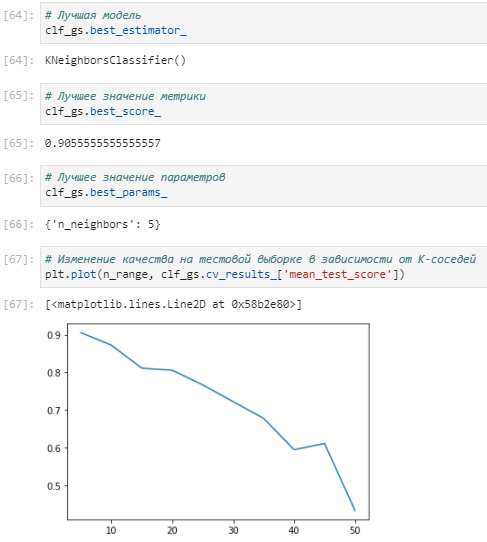 [64]: # Лучшая модель
clf_gs.best_estimator_
[64]: KNeighborsClassifier()
[65]: # Лучшее значение метрики
clf_gs.best_score_
[65]: 0.9055555555555557
[66]: # Лучшее значение параметров
clf_gs.best_params_
[66]: {'n_neighbors': 5}
[67]: # Изменение качества на тестовой выборке в зависимости от K-соседей
plt.plot(n_range, clf_gs.cv_results_['mean_test_score'])
[67]: [<matplotlib.lines.Line2D at 0x58b2e80>]
0.9
0.8
0.7
0.6
0.5
10 20 30 40 50